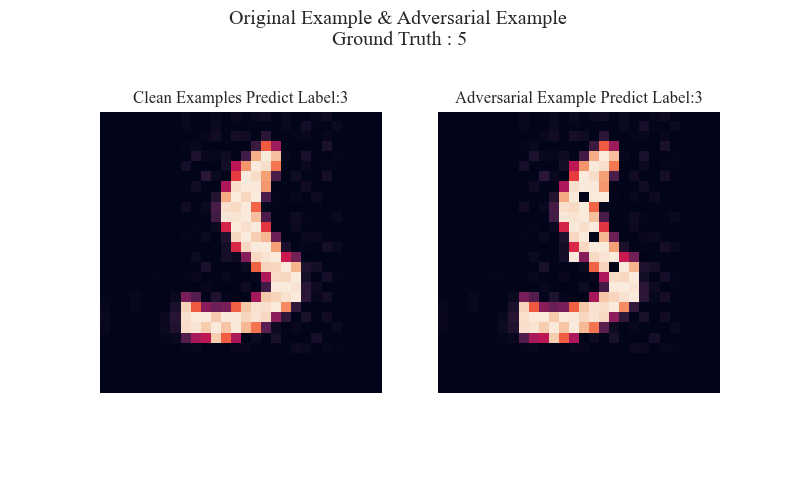 Original Example & Adversarial Example
Ground Truth : 5
Clean Examples Predict Label:3
Adversarial Example Predict Label:3